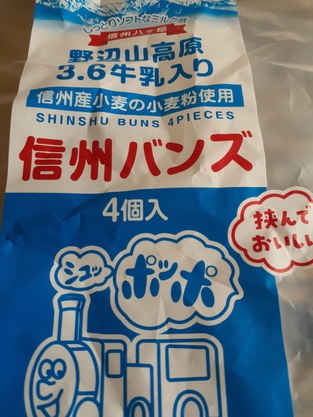 しっとりソフトなミルク味
信州八ヶ岳
野辺山高原
3.6牛乳入り
信州産小麦の小麦粉使用
SHINSHU BUNS 4PIECES
信州バンズ
4個入
挟んで
おいしい
シュッ
ポッポ